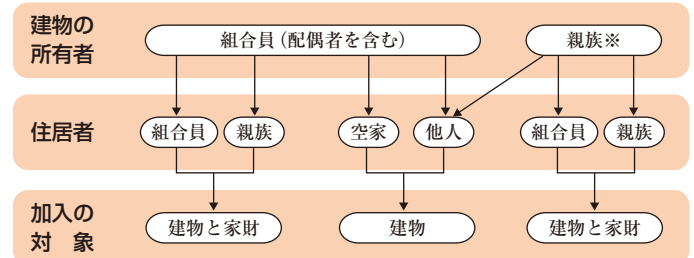 建物の
所有者
組合員（配偶者を含む）
親族※
住居者
組合員
親族
空家
他人
組合員
親族
加入の
対　象
建物と家財
建物
建物と家財